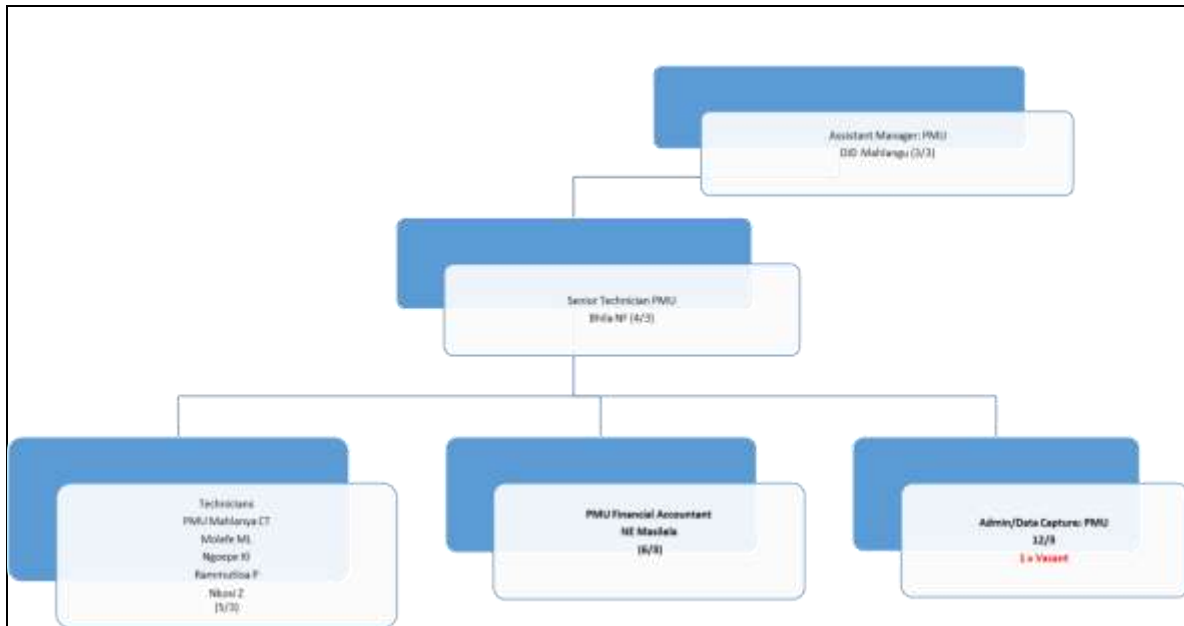 Assistant Manager: PMU
DJD Mahlangu (3/3)
Senior Technician PMU
Bhila NF (4/3)
Technicians
PMU Mahlanya CT
Molefe ML
Ngoepe
Rammutloa P
Nkosi Z
(5/3)
PMU Financial Accountant
NE Masilela
(6/3)
Admin/Data Capture: PMU
12/3
1 x Vacant